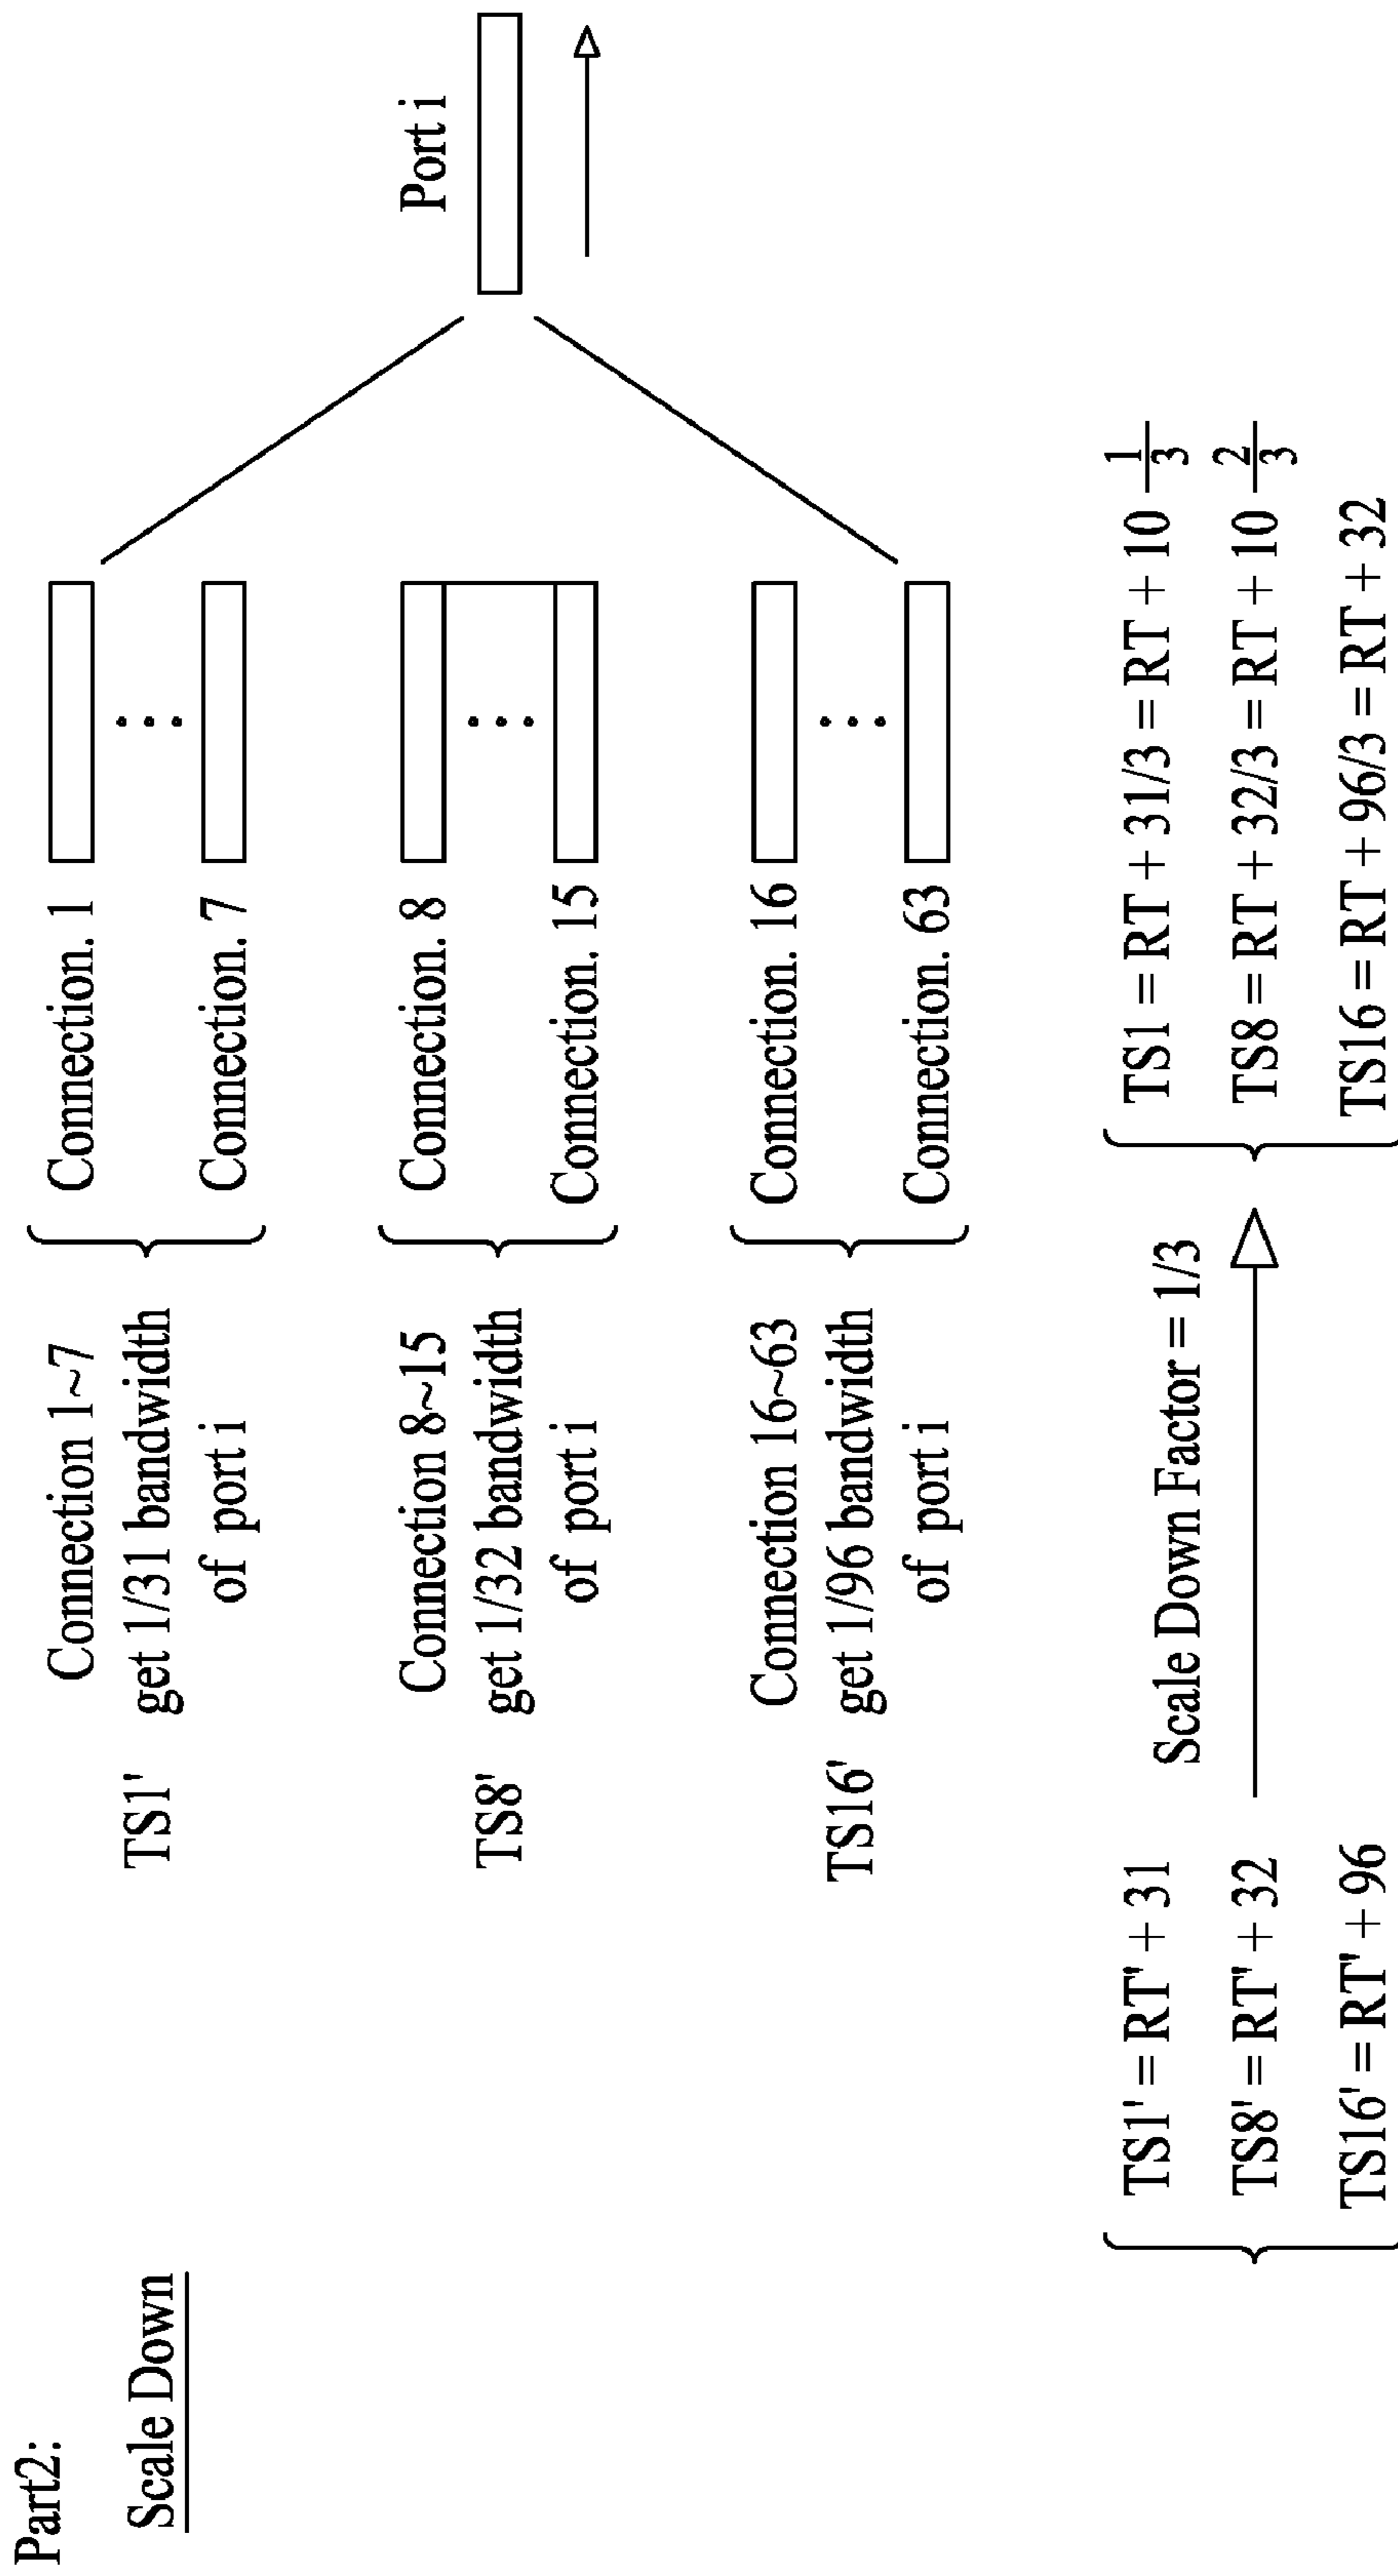 Part2:
Scale Down
Connection 1~7
TS1' get 1/31 bandwidth
of port i
Connection. 1
Connection. 7
Connection 8~15
TS8' get 1/32 bandwidth
of port i
Connection. 8
Connection. 15
Connection 16~63
TS16' get 1/96 bandwidth
of port i
Connection. 16
Connection. 63
Port i
TS1' = RT' + 31
TS8' = RT' + 32
TS16' = RT' + 96
Scale Down Factor = 1/3
TS1 = RT + 31/3 = RT + 10 1/3
TS8 = RT + 32/3 = RT + 10 2/3
TS16 = RT + 96/3 = RT + 32